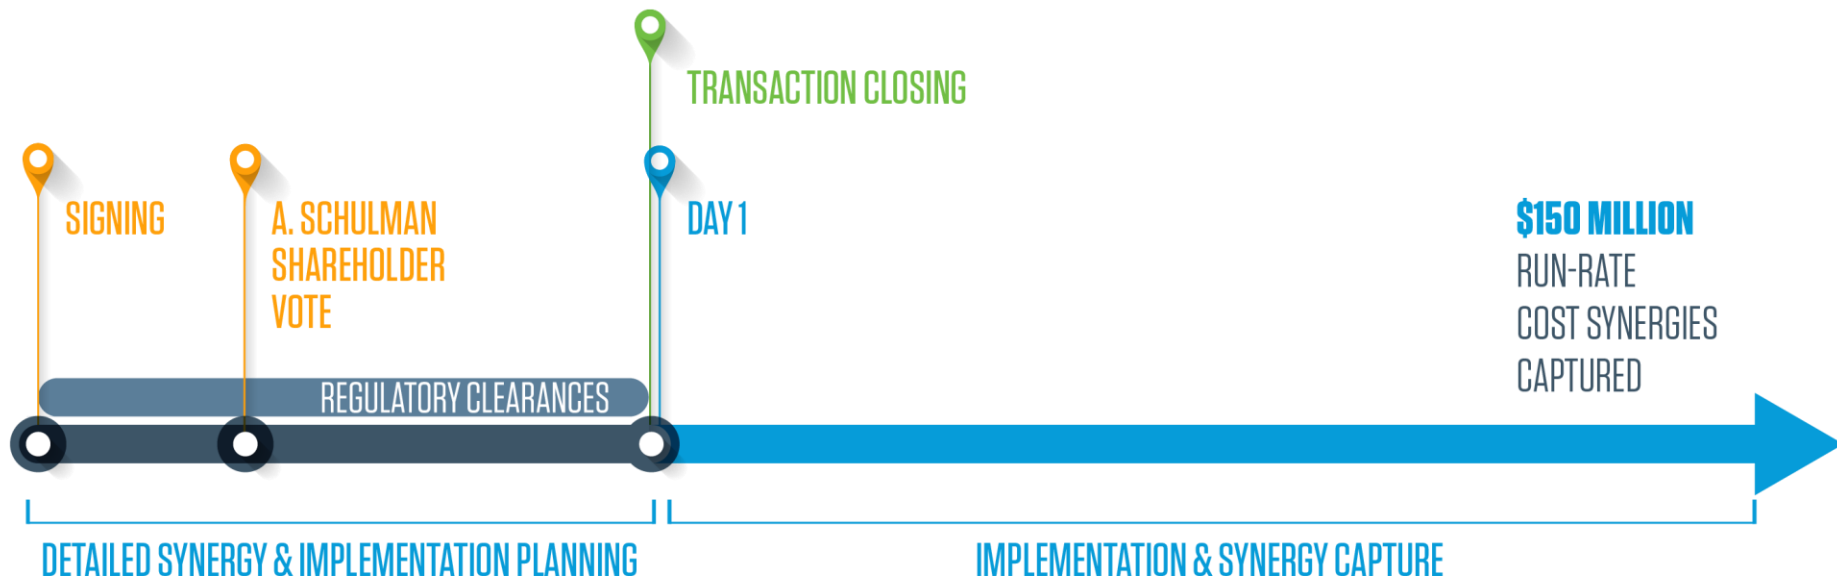 TRANSACTION CLOSING
SIGNING
A. SCHULMAN
SHAREHOLDER
VOTE
DAY 1
$150 MILLION
RUN-RATE
COST SYNERGIES
CAPTURED
REGULATORY CLEARANCES
DETAILED SYNERGY & IMPLEMENTATION PLANNING
IMPLEMENTATION & SYNERGY CAPTURE